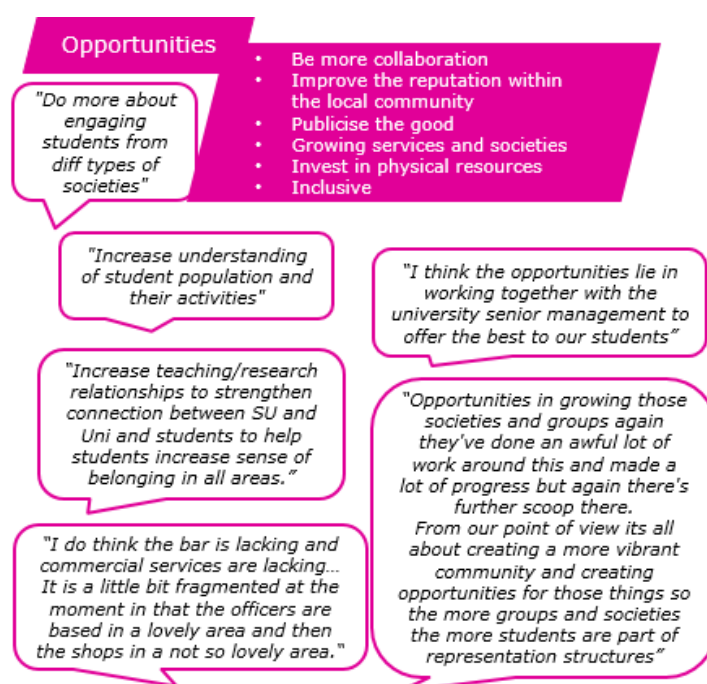 Opportunities
• Be more collaboration
• Improve the reputation within
the local community
• Publicise the good
• Growing services and societies
• Invest in physical resources
• Inclusive
"Do more about
engaging
students from
diff types of
societies"
"Increase understanding
of student population and
their activities"
"I think the opportunities lie in
working together with the
university senior management to
offer the best to our students"
"Increase teaching/research
relationships to strengthen
connection between SU and
Uni and students to help
students increase sense of
belonging in all areas."
"Opportunities in growing those
societies and groups again
they've done an awful lot of
work around this and made a
lot of progress but again there's
further scoop there.
From our point of view its all
about creating a more vibrant
community and creating
opportunities for those things so
the more groups and societies
the more students are part of
representation structures"
"I do think the bar is lacking and
commercial services are lacking...
It is a little bit fragmented at the
moment in that the officers are
based in a lovely area and then
the shops in a not so lovely area."